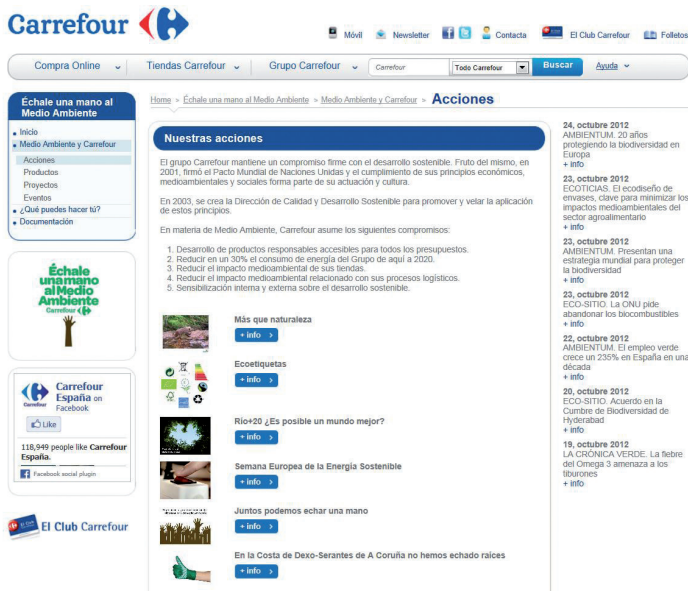 Carrefour
Móvil
Newsletter
Contacta
El Club Carrefour
Folletos
Compra Online
Tiendas Carrefour
Grupo Carrefour
Carrefour
Todo Carrefour
Buscar
Ayuda
Échale una mano al
Medio Ambiente
Inicio
Medio Ambiente y Carrefour
Acciones
Productos
Proyectos
Eventos
¿Qué puedes hacer tú?
Documentación
Échale
una mano
al Medio
Ambiente
Carrefour
Carrefour
Carrefour
España on
Facebook
Like
118,949 people like Carrefour
España.
Facebook social plugin
El Club Carrefour
Home > Échale una mano al Medio Ambiente > Medio Ambiente y Carrefour > Acciones
Nuestras acciones
El grupo Carrefour mantiene un compromiso firme con el desarrollo sostenible. Fruto del mismo, en
2001, firmó el Pacto Mundial de Naciones Unidas y el cumplimiento de sus principios económicos,
medioambientales y sociales forma parte de su actuación y cultura.
En 2003, se crea la Dirección de Calidad y Desarrollo Sostenible para promover y velar la aplicación
de estos principios.
En materia de Medio Ambiente, Carrefour asume los siguientes compromisos:
1. Desarrollo de productos responsables accesibles para todos los presupuestos.
2. Reducir en un 30% el consumo de energía del Grupo de aquí a 2020.
3. Reducir el impacto medioambiental de sus tiendas.
4. Reducir el impacto medioambiental relacionado con sus procesos logísticos.
5. Sensibilización interna y externa sobre el desarrollo sostenible.
Más que naturaleza
+ info >
Ecoetiquetas
+ info >
Rio+20 ¿Es posible un mundo mejor?
+ info >
Semana Europea de la Energía Sostenible
+ info >
Juntos podemos echar una mano
+ info >
En la Costa de Dexo-Serantes de A Coruña no hemos echado raíces
+ info >
24, octubre 2012
AMBIENTUM. 20 años
protegiendo la biodiversidad en
Europa
+ info
23, octubre 2012
ECOTICIAS. El ecodiseño de
envases, clave para minimizar los
impactos medioambientales del
sector agroalimentario
+ info
23, octubre 2012
AMBIENTUM. Presentan una
estrategia mundial para proteger
la biodiversidad
+ info
23, octubre 2012
ECO-SITIO. La ONU pide
abandonar los biocombustibles
+ info
22, octubre 2012
AMBIENTUM. El empleo verde
crece un 235% en España en una
década
+ info
20, octubre 2012
ECO-SITIO. Acuerdo en la
Cumbre de Biodiversidad de
Hyderabad
+ info
19, octubre 2012
LA CRÓNICA VERDE. La fiebre
del Omega 3 amenaza a los
tiburones
+ info